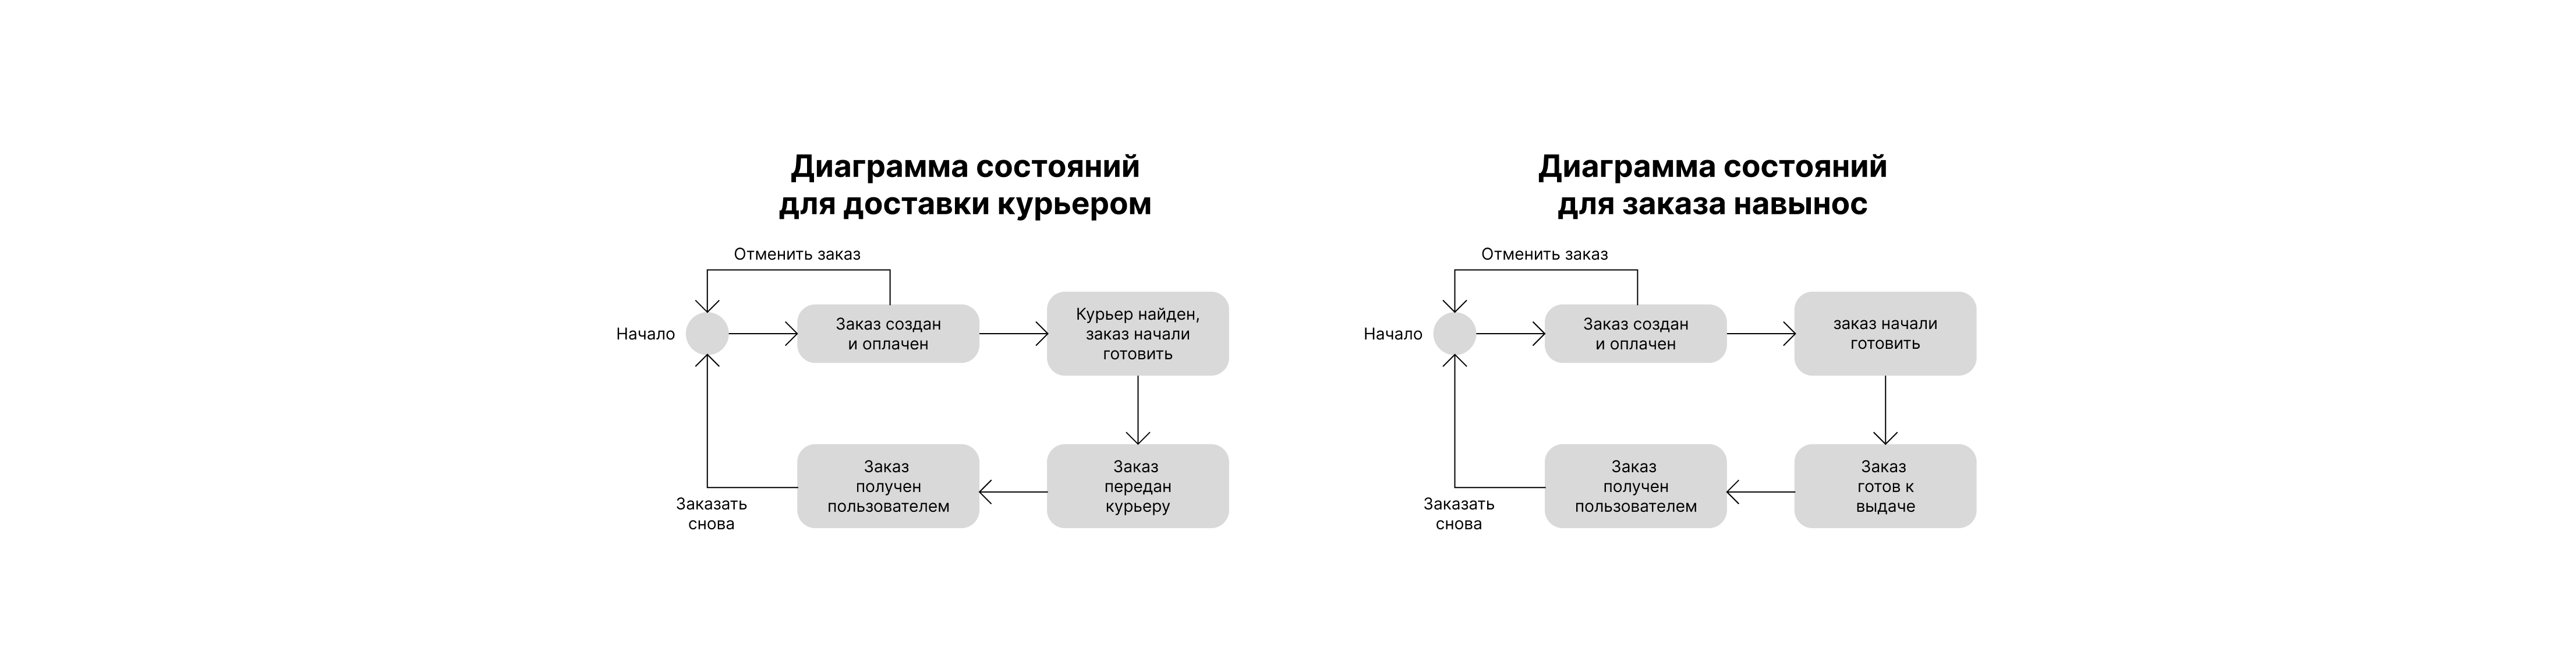 Диаграмма состояний
для доставки курьером
Отменить заказ
Начало
Заказ создан
и оплачен
Курьер найден,
заказ начали
готовить
Заказ
получен
пользователем
Заказ
передан
курьеру
Заказать
снова
Диаграмма состояний
для заказа навынос
Отменить заказ
Начало
Заказ создан
и оплачен
заказ начали
готовить
Заказ
получен
пользователем
Заказ
готов к
выдаче
Заказать
снова